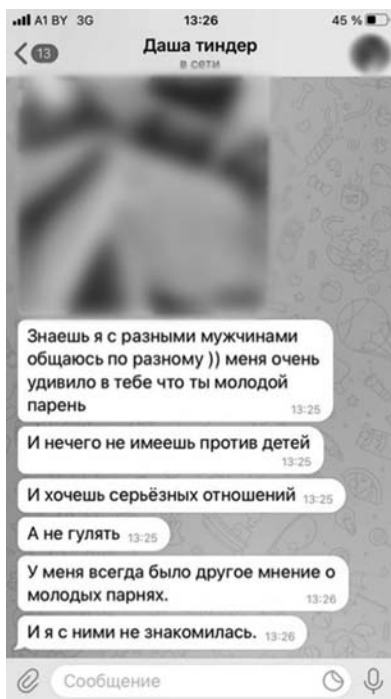 A1 BY 3G 13:26 45 %
13 Даша тиндер
в сети
Знаешь я с разными мужчинами
общаюсь по разному )) меня очень
удивило в тебе что ты молодой
парень 13:25
И нечего не имеешь против детей
13:25
И хочешь серьёзных отношений 13:25
А не гулять 13:25
У меня всегда было другое мнение о
молодых парнях. 13:26
И я с ними не знакомилась. 13:26
Сообщение